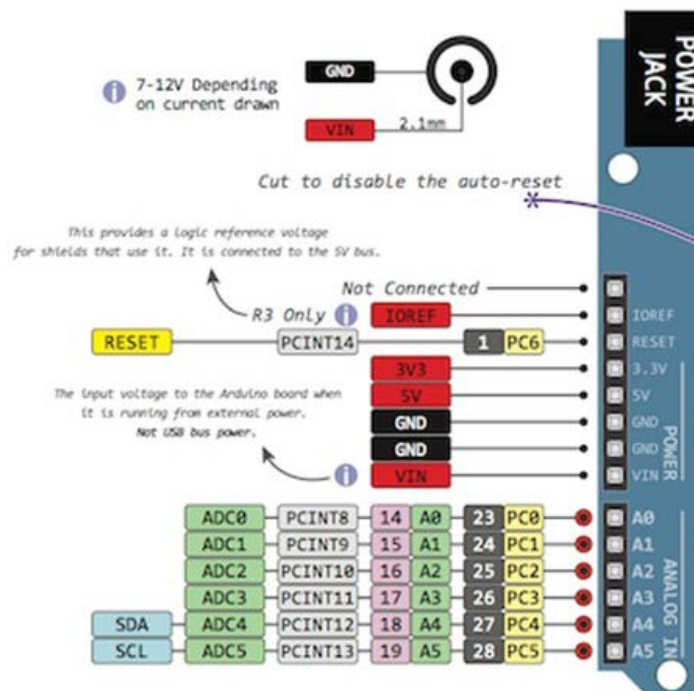 POWER
JACK
GND
7-12V Depending
on current drawn
VIN
2.1mm
Cut to disable the auto-reset
This provides a logic reference voltage
for shields that use it. It is connected to the 5V bus.
Not Connected
R3 Only i IOREF IOREF
RESET PCINT14 1 PC6 RESET
3V3 3.3V
The input voltage to the Arduino board when
it is running from external power.
Not USB bus power.
5V 5V
GND GND
GND GND
i VIN VIN
POWER
ADC0 PCINT8 14 A0 23 PC0 A0
ADC1 PCINT9 15 A1 24 PC1 A1
ADC2 PCINT10 16 A2 25 PC2 A2
ADC3 PCINT11 17 A3 26 PC3 A3
SDA ADC4 PCINT12 18 A4 27 PC4 A4
SCL ADC5 PCINT13 19 A5 28 PC5 A5
ANALOG IN